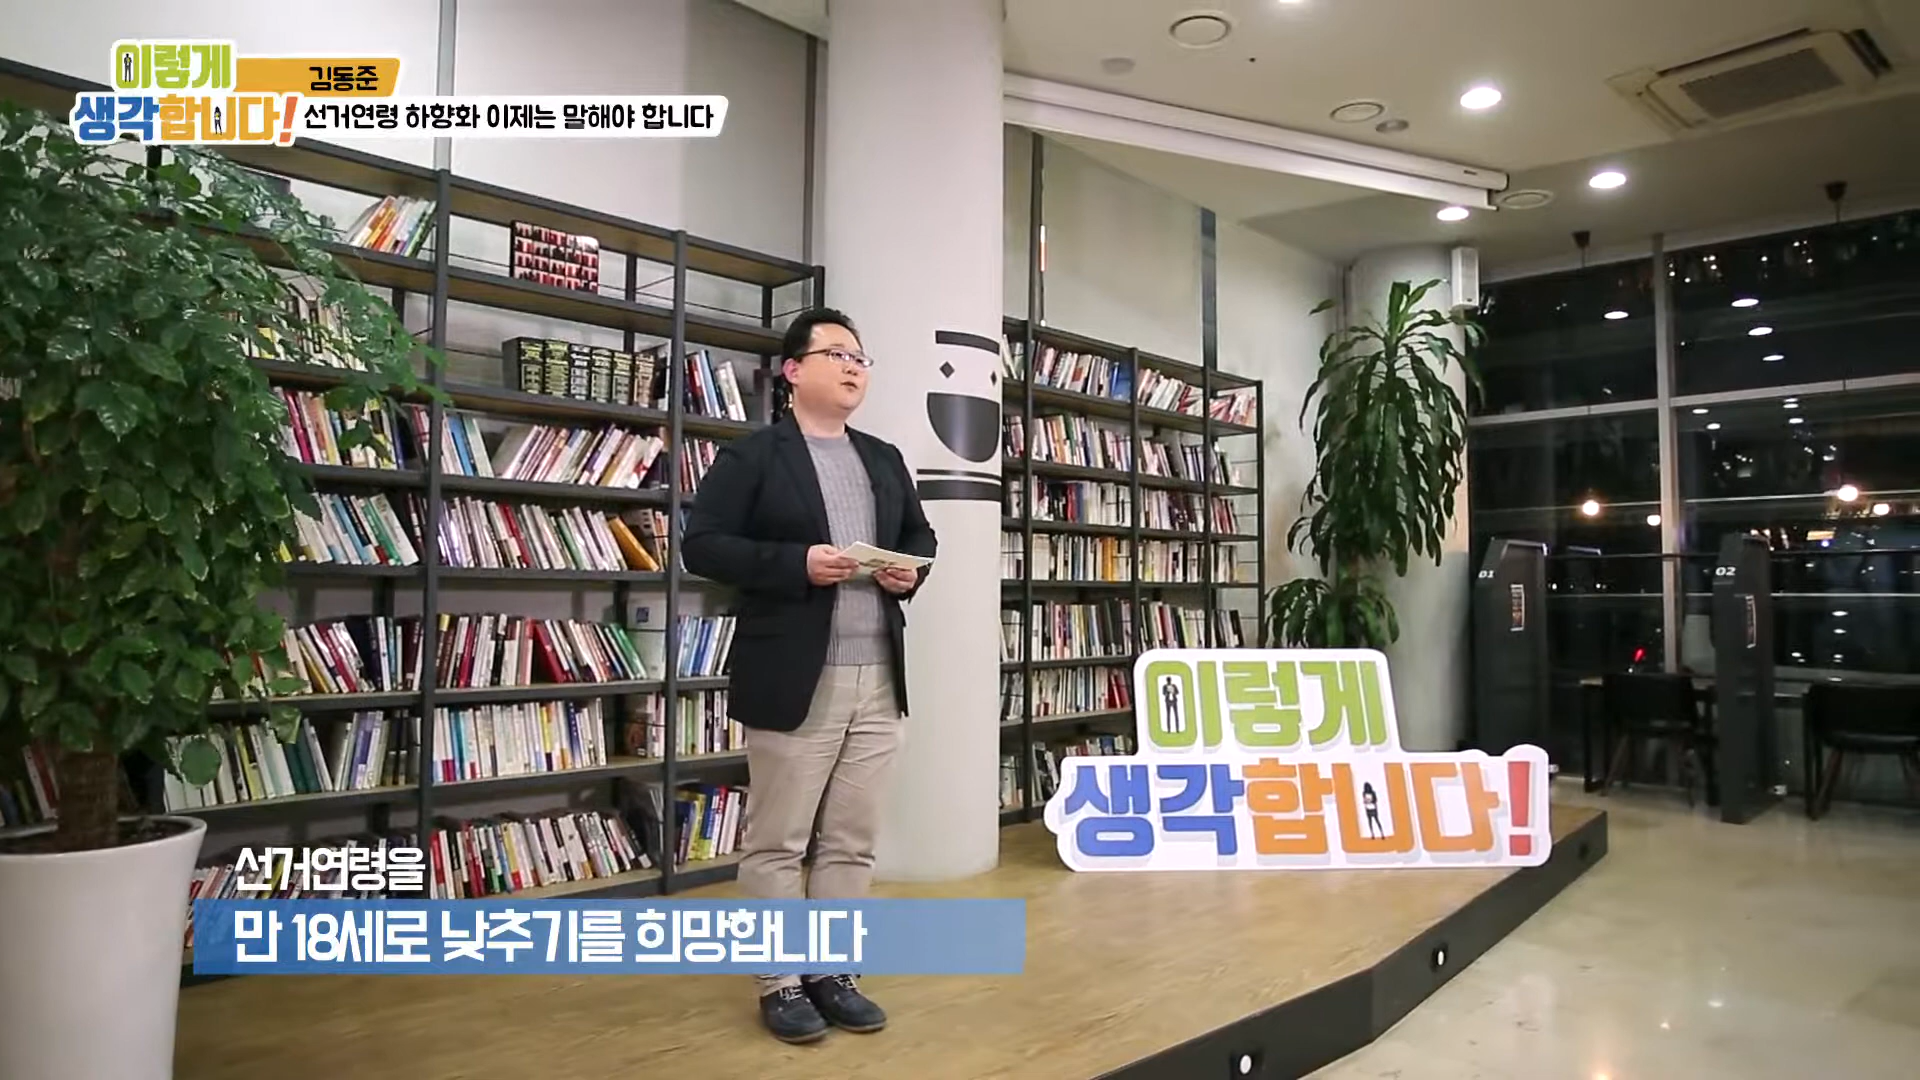 이렇게
생각합니다!
김동준
선거연령 하향화 이제는 말해야 합니다
01
02
이렇게
생각합니다!
선거연령을
만 18세로 낮추기를 희망합니다